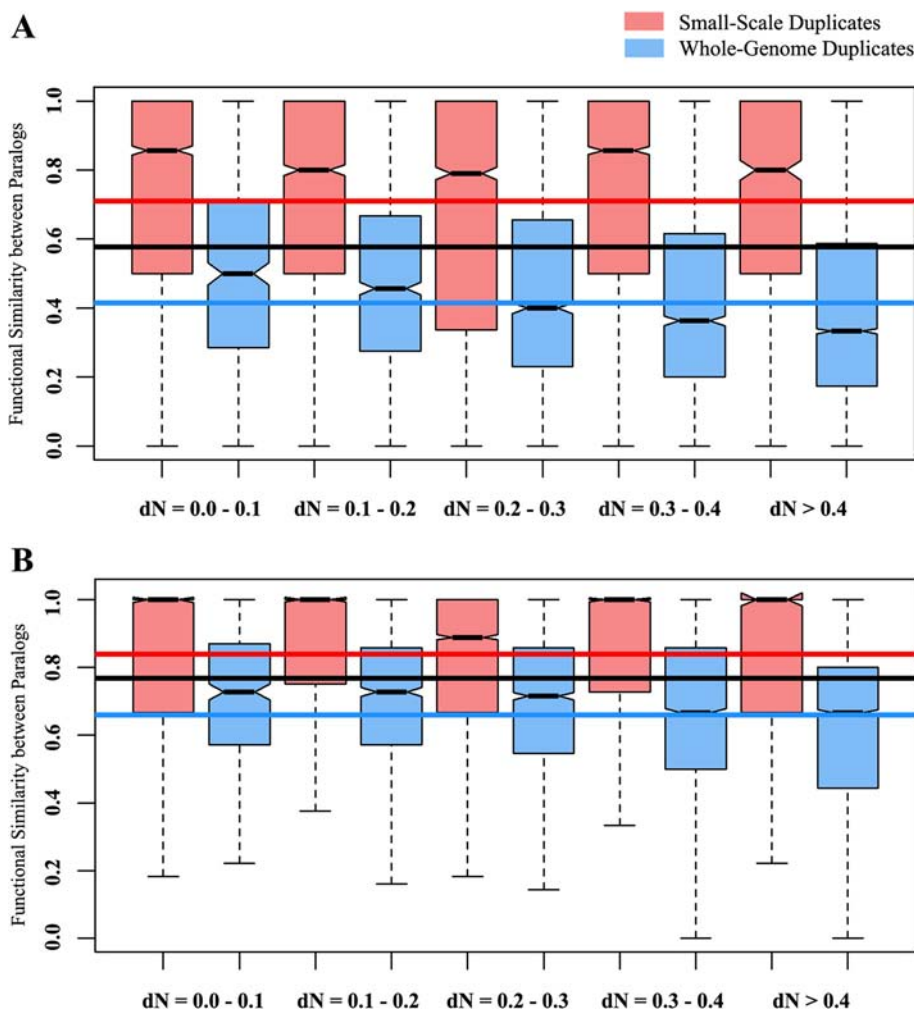 A
Small-Scale Duplicates
Whole-Genome Duplicates
Functional Similarity between Paralogs
1.0
0.8
0.6
0.4
0.2
0.0
dN = 0.0 - 0.1 dN = 0.1 - 0.2 dN = 0.2 - 0.3 dN = 0.3 - 0.4 dN > 0.4
B
Functional Similarity between Paralogs
1.0
0.8
0.6
0.4
0.2
0.0
dN = 0.0 - 0.1 dN = 0.1 - 0.2 dN = 0.2 - 0.3 dN = 0.3 - 0.4 dN > 0.4